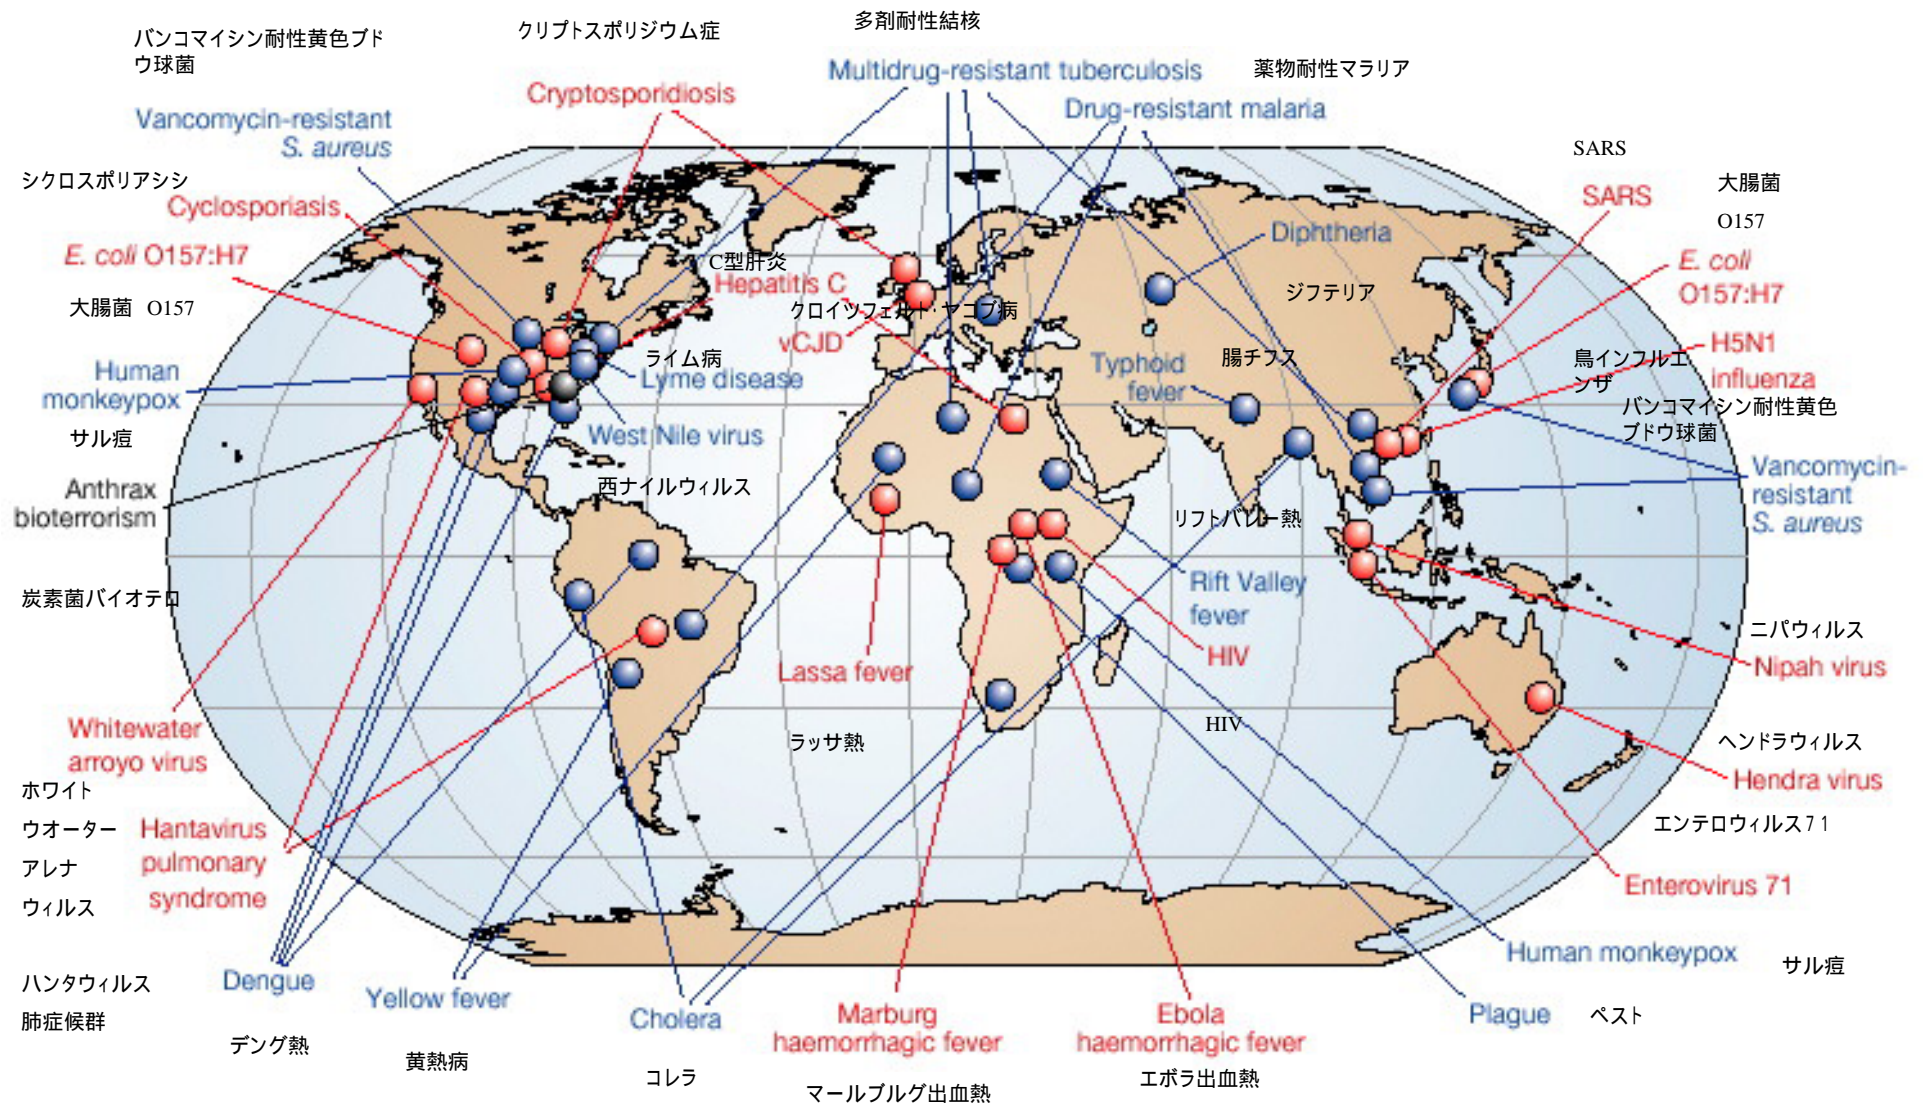 多剤耐性結核
クリプトスポリジウム症
バンコマイシン耐性黄色ブド
ウ球菌
Multidrug-resistant tuberculosis
薬物耐性マラリア
Cryptosporidiosis
Drug-resistant malaria
Vancomycin-resistant
S. aureus
SARS
シクロスポリアシシ
大腸菌
O157
Cyclosporiasis
SARS
Diphtheria
E. coli O157:H7
C型肝炎
Hepatitis C
E. coli
O157:H7
ジフテリア
大腸菌 O157
クロイツフェルト・ヤコブ病
vCJD
H5N1
influenza
鳥インフルエ
ンザ
ライム病
Lyme disease
Typhoid
fever
腸チフス
Human
monkeypox
サル痘
バンコマイシン耐性黄色
ブドウ球菌
West Nile virus
西ナイルウィルス
Vancomycin-
resistant
S. aureus
Anthrax
bioterrorism
リフトバレー熱
炭素菌バイオテロ
Rift Valley
fever
ニパウィルス
Nipah virus
HIV
Lassa fever
HIV
ラッサ熱
Whitewater
arroyo virus
ヘンドラウィルス
Hendra virus
ホワイト
ウオーター
アレナ
ウィルス
Hantavirus
pulmonary
syndrome
エンテロウィルス71
Enterovirus 71
Human monkeypox
サル痘
ハンタウィルス
肺症候群
Dengue
デング熱
Yellow fever
黄熱病
Cholera
コレラ
Marburg
haemorrhagic fever
マールブルグ出血熱
Ebola
haemorrhagic fever
エボラ出血熱
Plague
ペスト